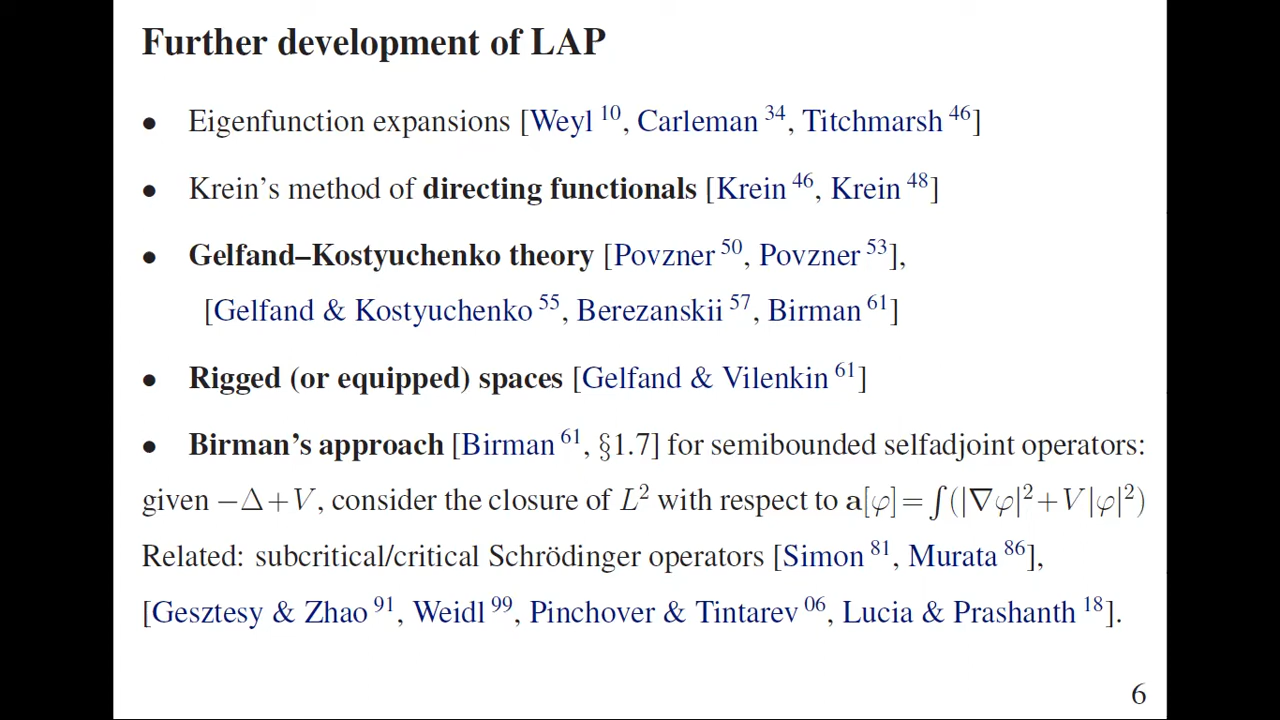 Further development of LAP
• Eigenfunction expansions [Weyl ¹⁰, Carleman ³⁴, Titchmarsh ⁴⁶]
• Krein's method of directing functionals [Krein ⁴⁶, Krein ⁴⁸]
• Gelfand–Kostyuchenko theory [Povzner ⁵⁰, Povzner ⁵³],
[Gelfand & Kostyuchenko ⁵⁵, Berezanskii ⁵⁷, Birman ⁶¹]
• Rigged (or equipped) spaces [Gelfand & Vilenkin ⁶¹]
• Birman's approach [Birman ⁶¹, §1.7] for semibounded selfadjoint operators:
given −Δ+V, consider the closure of L² with respect to a[φ]=∫(|∇φ|²+V|φ|²)
Related: subcritical/critical Schrödinger operators [Simon ⁸¹, Murata ⁸⁶],
[Gesztesy & Zhao ⁹¹, Weidl ⁹⁹, Pinchover & Tintarev ⁰⁶, Lucia & Prashanth ¹⁸].
6